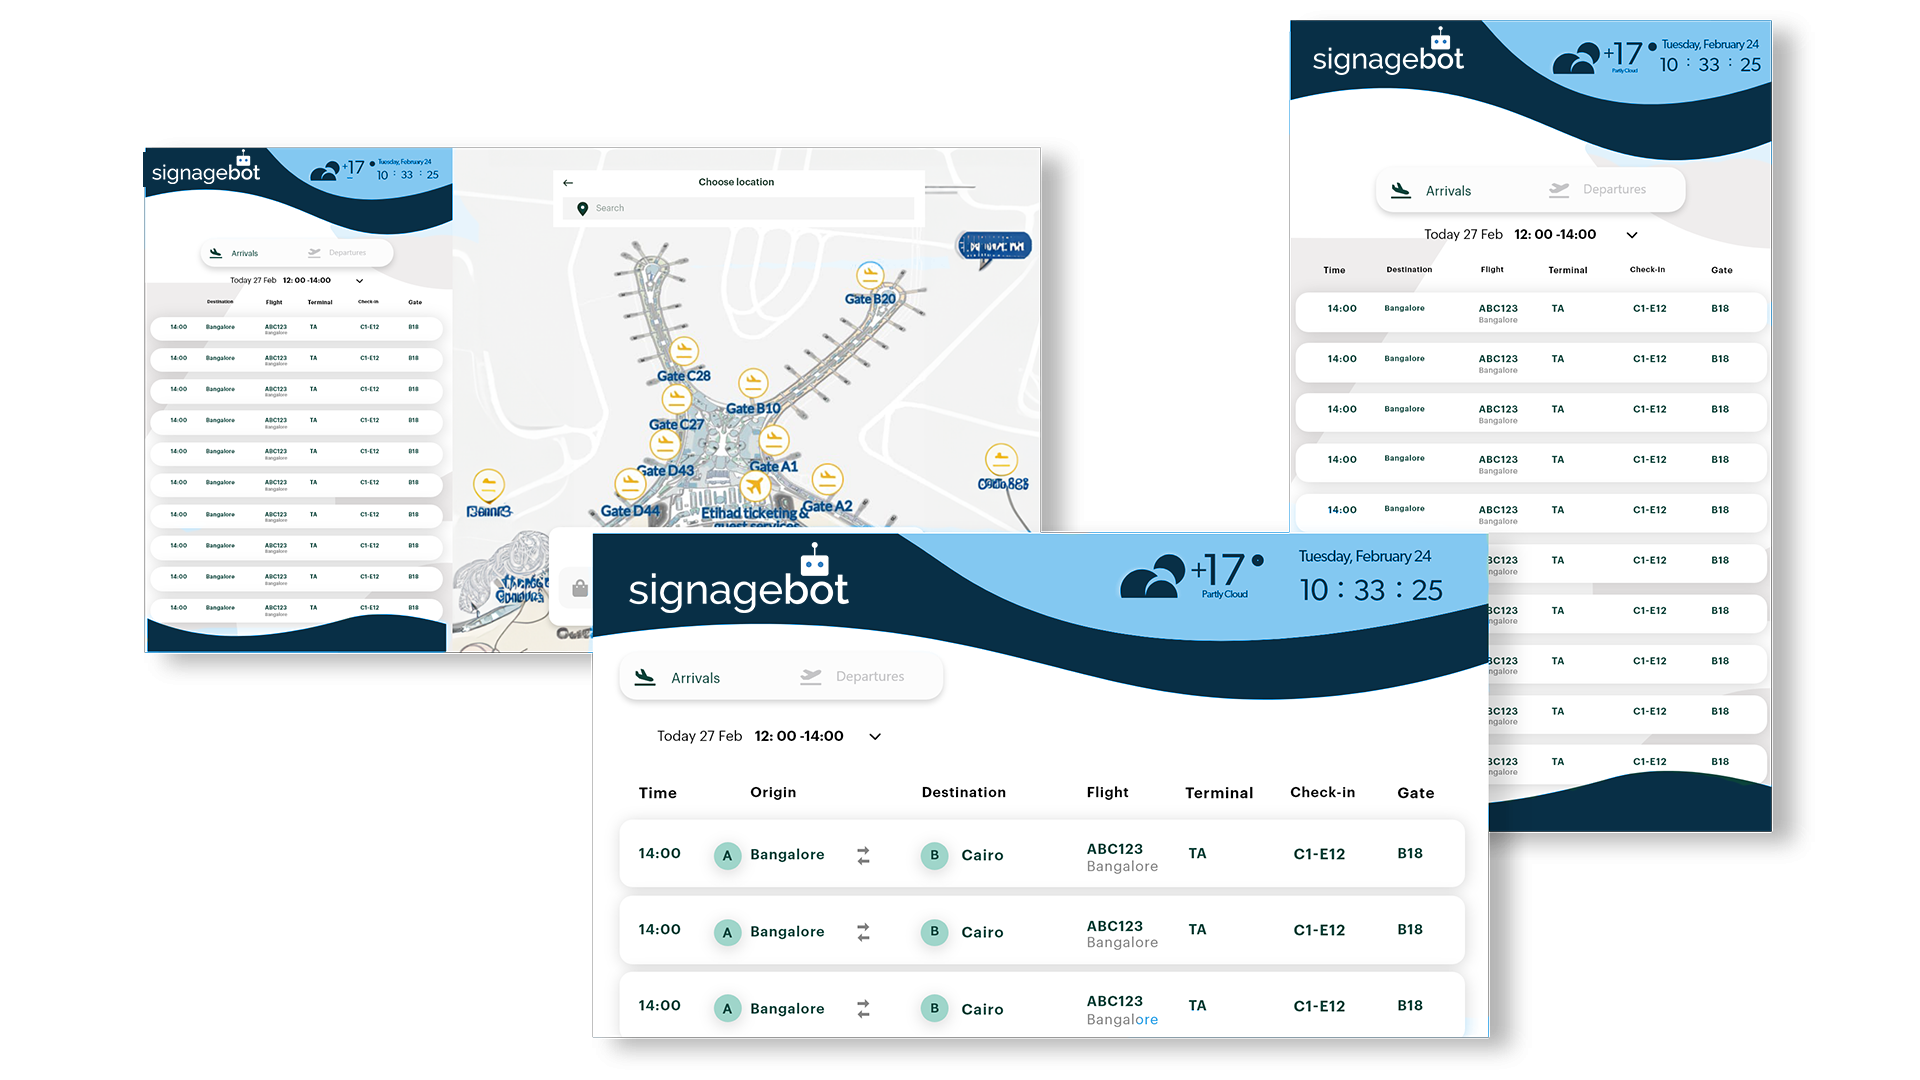 signagebot
+17
Tuesday, February 24
10 : 33 : 25
Arrivals Departures
Today 27 Feb 12: 00 -14:00
Destination Flight Terminal Check-in Gate
14:00 Bangalore ABC123 TA C1-E12 B18
Bangalore
14:00 Bangalore ABC123 TA C1-E12 B18
Bangalore
14:00 Bangalore ABC123 TA C1-E12 B18
Bangalore
14:00 Bangalore ABC123 TA C1-E12 B18
Bangalore
14:00 Bangalore ABC123 TA C1-E12 B18
Bangalore
14:00 Bangalore ABC123 TA C1-E12 B18
Bangalore
14:00 Bangalore ABC123 TA C1-E12 B18
Bangalore
14:00 Bangalore ABC123 TA C1-E12 B18
Bangalore
14:00 Bangalore ABC123 TA C1-E12 B18
Bangalore
14:00 Bangalore ABC123 TA C1-E12 B18
Bangalore
Choose location
Search
Gate B20
Gate C28
Gate B10
Gate C27
Gate A1
Gate D43
Gate A2
Gate D44
Etihad ticketing &
guest services
signagebot
+17
Partly Cloud
Tuesday, February 24
10 : 33 : 25
Arrivals Departures
Today 27 Feb 12: 00 -14:00
Time Destination Flight Terminal Check-in Gate
14:00 Bangalore ABC123 TA C1-E12 B18
Bangalore
14:00 Bangalore ABC123 TA C1-E12 B18
Bangalore
14:00 Bangalore ABC123 TA C1-E12 B18
Bangalore
14:00 Bangalore ABC123 TA C1-E12 B18
Bangalore
14:00 Bangalore ABC123 TA C1-E12 B18
Bangalore
BC123 TA C1-E12 B18
ngalore
BC123 TA C1-E12 B18
ngalore
BC123 TA C1-E12 B18
ngalore
BC123 TA C1-E12 B18
ngalore
BC123 TA C1-E12 B18
ngalore
signagebot
+17
Partly Cloud
Tuesday, February 24
10 : 33 : 25
Arrivals Departures
Today 27 Feb 12: 00 -14:00
Time Origin Destination Flight Terminal Check-in Gate
14:00 A Bangalore B Cairo ABC123 TA C1-E12 B18
Bangalore
14:00 A Bangalore B Cairo ABC123 TA C1-E12 B18
Bangalore
14:00 A Bangalore B Cairo ABC123 TA C1-E12 B18
Bangalore